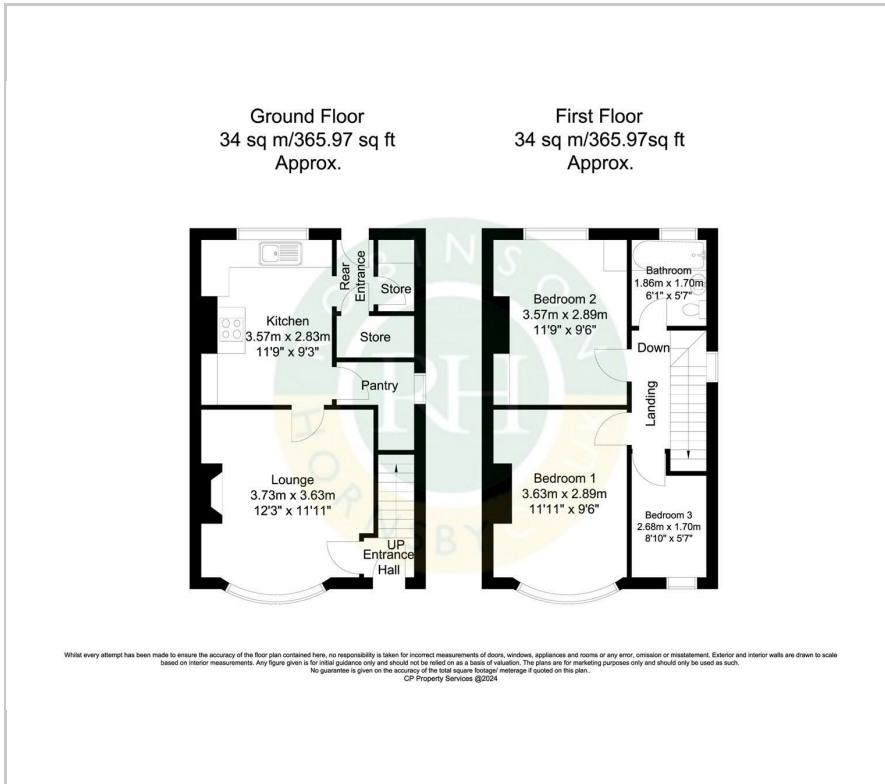 Ground Floor
34 sq m/365.97 sq ft
Approx.
First Floor
34 sq m/365.97sq ft
Approx.
Rear
Entrance
Store
Store
Kitchen
3.57m x 2.83m
11'9" x 9'3"
Pantry
Lounge
3.73m x 3.63m
12'3" x 11'11"
UP
Entrance
Hall
Bathroom
1.86m x 1.70m
6'1" x 5'7"
Bedroom 2
3.57m x 2.89m
11'9" x 9'6"
Down
Landing
Bedroom 1
3.63m x 2.89m
11'11" x 9'6"
Bedroom 3
2.68m x 1.70m
8'10" x 5'7"
ROBINSON
RH
HORNSBY
Whilst every attempt has been made to ensure the accuracy of the floor plan contained here, no responsibility is taken for incorrect measurements of doors, windows, appliances and rooms or any error, omission or misstatement. Exterior and interior walls are drawn to scale
based on interior measurements. Any figure given is for initial guidance only and should not be relied on as a basis of valuation. The plans are for marketing purposes only and should only be used as such.
No guarantee is given on the accuracy of the total square footage/ meterage if quoted on this plan..
CP Property Services @2024